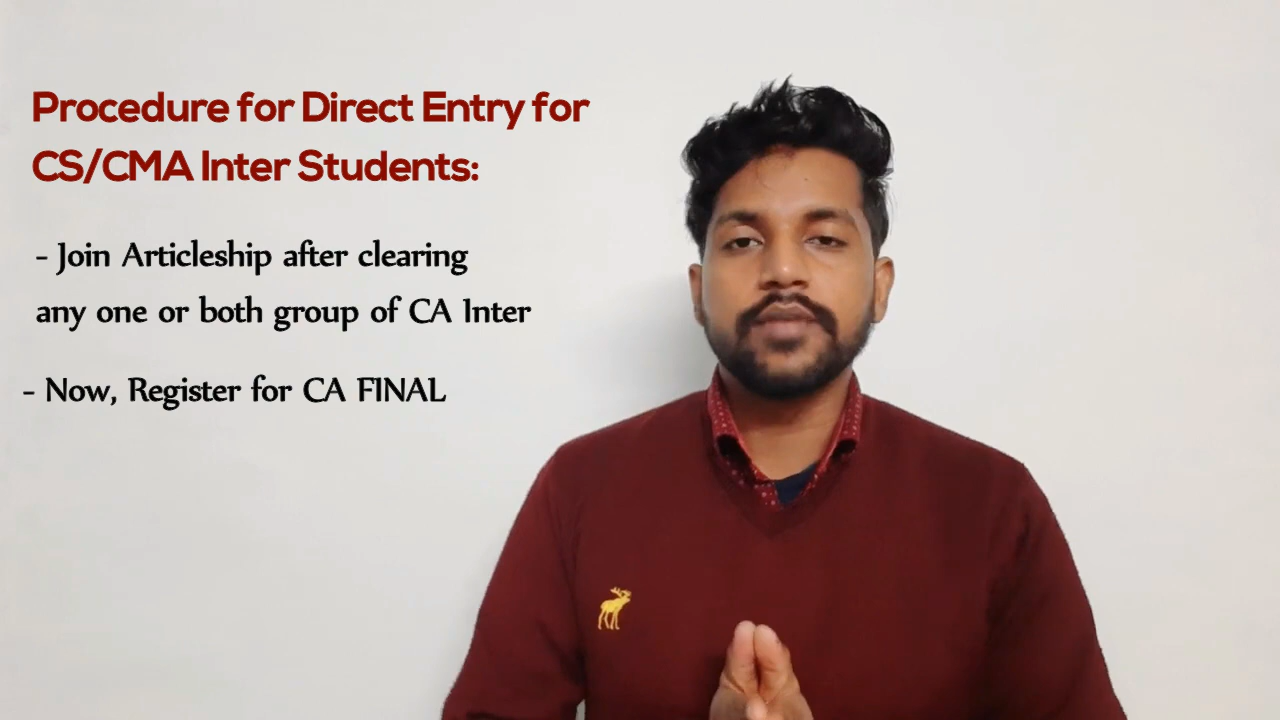 Procedure for Direct Entry for
CS/CMA Inter Students:
- Join Articleship after clearing
any one or both group of CA Inter
- Now, Register for CA FINAL